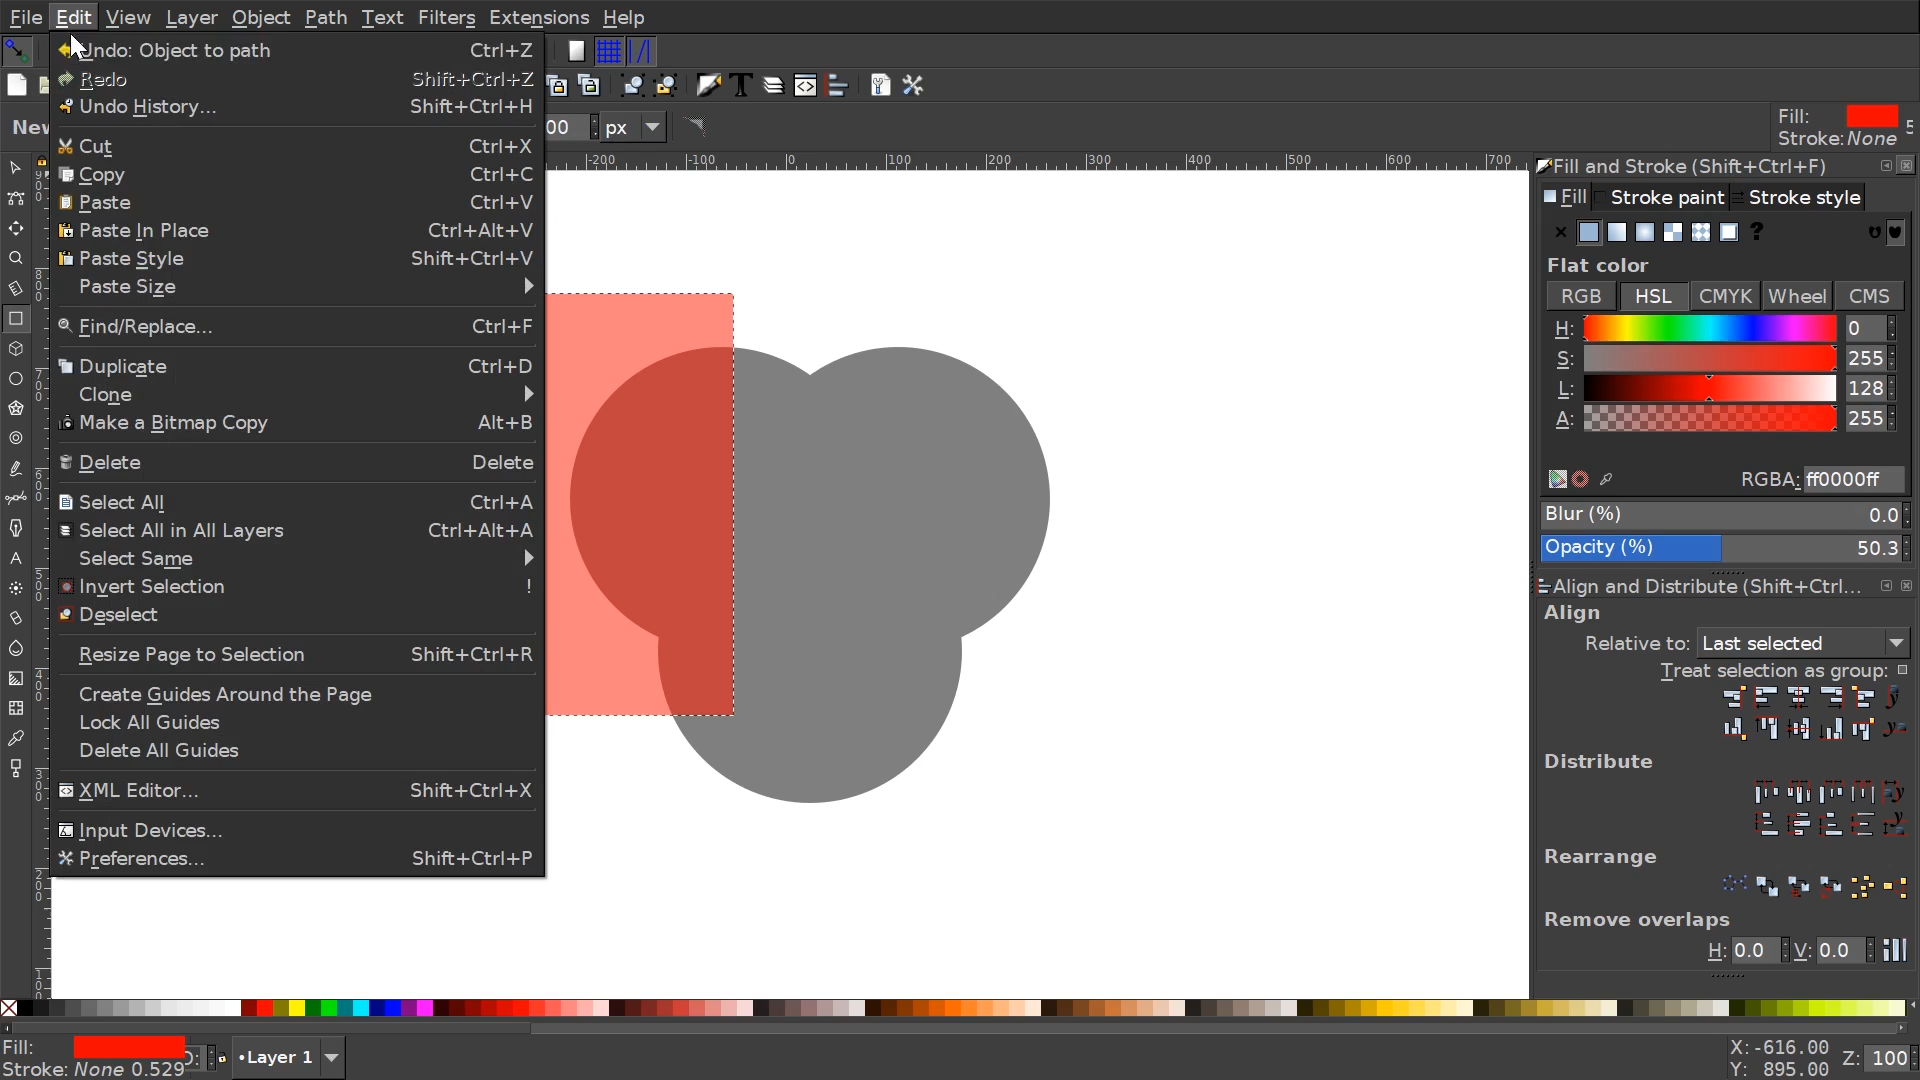 File Edit View Layer Object Path Text Filters Extensions Help
Undo: Object to path Ctrl+Z
Redo Shift+Ctrl+Z
Undo History... Shift+Ctrl+H
Cut Ctrl+X
Copy Ctrl+C
Paste Ctrl+V
Paste In Place Ctrl+Alt+V
Paste Style Shift+Ctrl+V
Paste Size
Find/Replace... Ctrl+F
Duplicate Ctrl+D
Clone
Make a Bitmap Copy Alt+B
Delete Delete
Select All Ctrl+A
Select All in All Layers Ctrl+Alt+A
Select Same
Invert Selection !
Deselect
Resize Page to Selection Shift+Ctrl+R
Create Guides Around the Page
Lock All Guides
Delete All Guides
XML Editor... Shift+Ctrl+X
Input Devices...
Preferences... Shift+Ctrl+P
New
00 px
-200 -100 0 100 200 300 400 500 600 700
Fill:
Stroke: None 5
Fill and Stroke (Shift+Ctrl+F)
Fill Stroke paint Stroke style
?
Flat color
RGB HSL CMYK Wheel CMS
H: 0
S: 255
L: 128
A: 255
RGBA: ff0000ff
Blur (%) 0.0
Opacity (%) 50.3
Align and Distribute (Shift+Ctrl...
Align
Relative to: Last selected
Treat selection as group:
Distribute
Rearrange
Remove overlaps
H: 0.0 V: 0.0
Fill:
Stroke: None 0.529
•Layer 1
X: -616.00
Y: 895.00
Z: 100